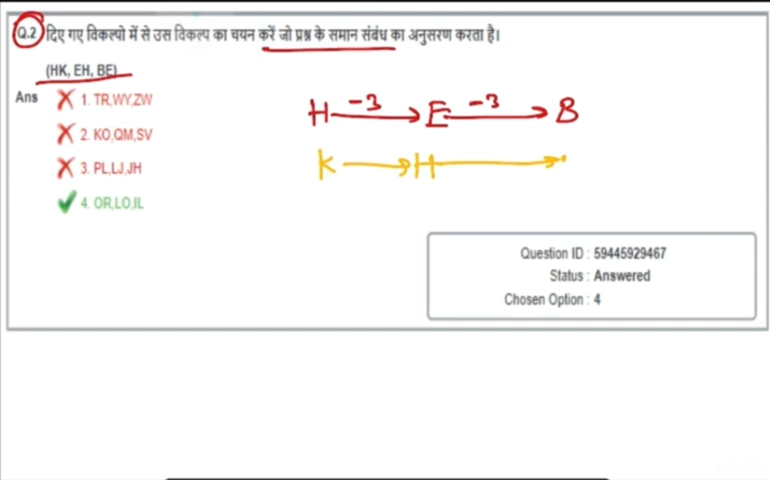 Q.2 दिए गए विकल्पो में से उस विकल्प का चयन करें जो प्रश्न के समान संबंध का अनुसरण करता है।
(HK, EH, BE)
Ans 1. TR,WY,ZW
2. KO,QM,SV
3. PL,LJ,JH
4. OR,LO,IL
H -3 E -3 B
K H
Question ID : 59445929467
Status : Answered
Chosen Option : 4